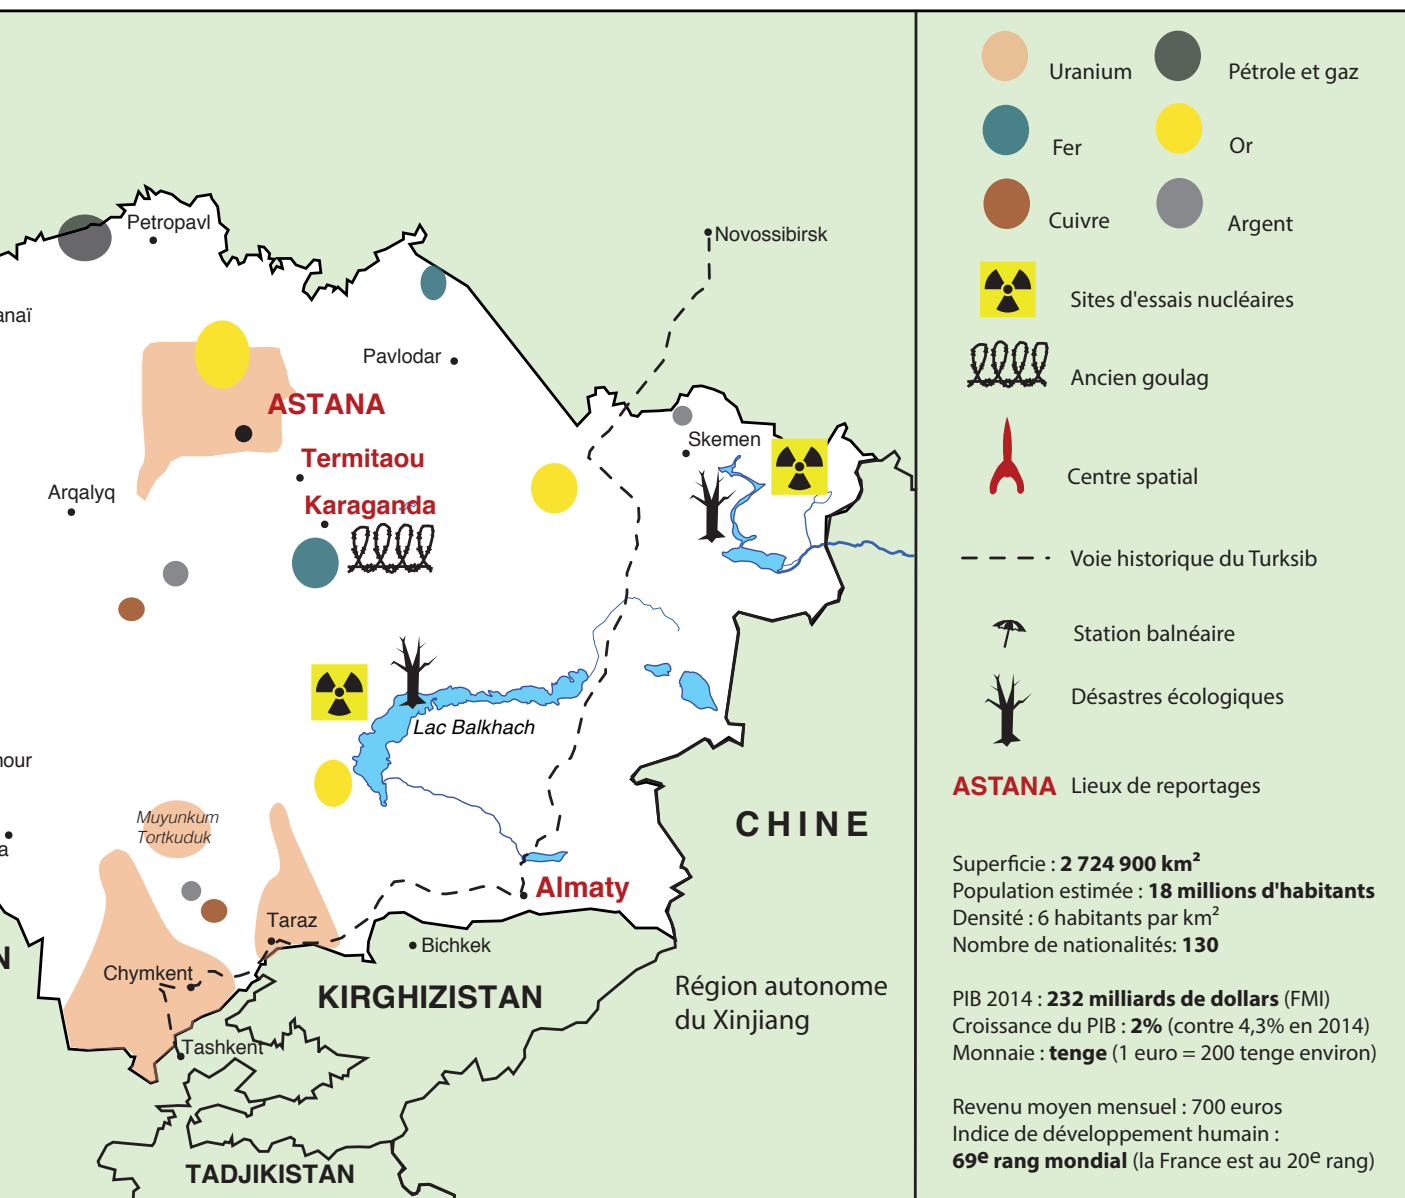 Petropavl
Novossibirsk
anaï
Pavlodar
ASTANA
Skemen
Termitaou
Arqalyq
Karaganda
Lac Balkhach
our
Muyunkum
Tortkuduk
a
CHINE
Almaty
Taraz
Bichkek
N
Chymkent
KIRGHIZISTAN
Région autonome
du Xinjiang
Tashkent
TADJIKISTAN
Uranium
Pétrole et gaz
Fer
Or
Cuivre
Argent
Sites d'essais nucléaires
Ancien goulag
Centre spatial
Voie historique du Turksib
Station balnéaire
Désastres écologiques
ASTANA Lieux de reportages
Superficie : 2 724 900 km²
Population estimée : 18 millions d'habitants
Densité : 6 habitants par km²
Nombre de nationalités: 130
PIB 2014 : 232 milliards de dollars (FMI)
Croissance du PIB : 2% (contre 4,3% en 2014)
Monnaie : tenge (1 euro = 200 tenge environ)
Revenu moyen mensuel : 700 euros
Indice de développement humain :
69e rang mondial (la France est au 20e rang)